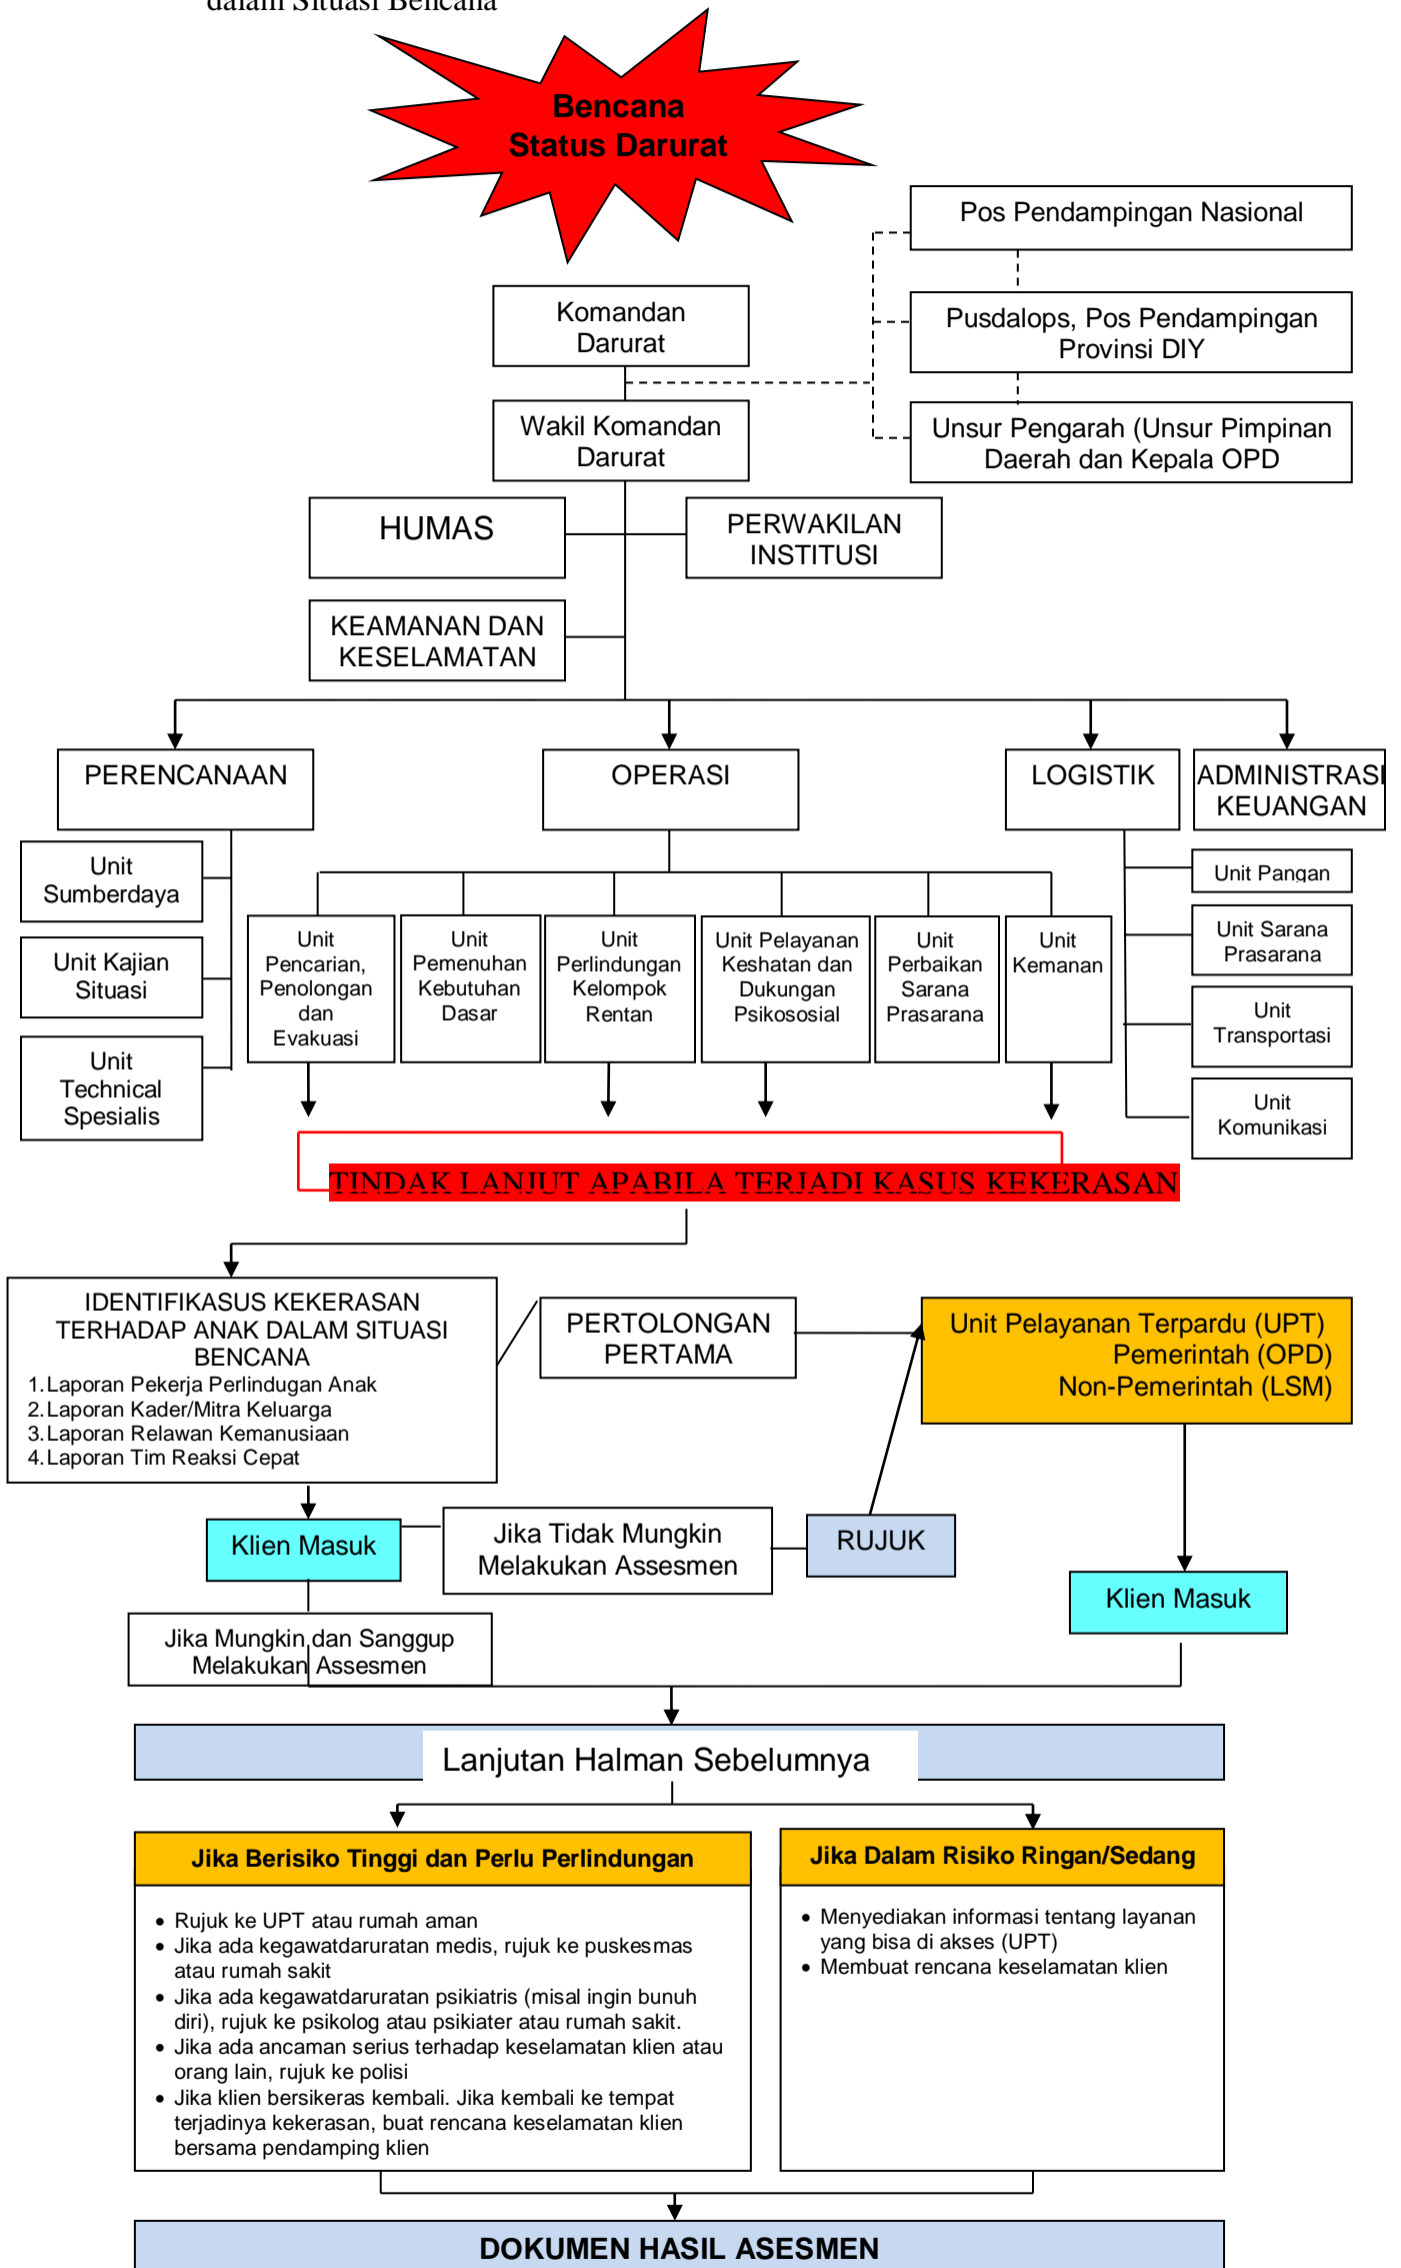 dalam Situasi Bencana
Bencana
Status Darurat
Pos Pendampingan Nasional
Komandan
Darurat
Pusdalops, Pos Pendampingan
Provinsi DIY
Wakil Komandan
Darurat
Unsur Pengarah (Unsur Pimpinan
Daerah dan Kepala OPD
HUMAS
PERWAKILAN
INSTITUSI
KEAMANAN DAN
KESELAMATAN
PERENCANAAN
OPERASI
LOGISTIK
ADMINISTRASI
KEUANGAN
Unit
Sumberdaya
Unit Kajian
Situasi
Unit
Technical
Spesialis
Unit
Pencarian,
Penolongan
dan
Evakuasi
Unit
Pemenuhan
Kebutuhan
Dasar
Unit
Perlindungan
Kelompok
Rentan
Unit Pelayanan
Keshatan dan
Dukungan
Psikososial
Unit
Perbaikan
Sarana
Prasarana
Unit
Kemanan
Unit Pangan
Unit Sarana
Prasarana
Unit
Transportasi
Unit
Komunikasi
TINDAK LANJUT APABILA TERJADI KASUS KEKERASAN
IDENTIFIKASUS KEKERASAN
TERHADAP ANAK DALAM SITUASI
BENCANA
1. Laporan Pekerja Perlindugan Anak
2. Laporan Kader/Mitra Keluarga
3. Laporan Relawan Kemanusiaan
4. Laporan Tim Reaksi Cepat
PERTOLONGAN
PERTAMA
Unit Pelayanan Terpardu (UPT)
Pemerintah (OPD)
Non-Pemerintah (LSM)
Klien Masuk
Jika Tidak Mungkin
Melakukan Assesmen
RUJUK
Klien Masuk
Jika Mungkin dan Sanggup
Melakukan Assesmen
Lanjutan Halman Sebelumnya
Jika Berisiko Tinggi dan Perlu Perlindungan
• Rujuk ke UPT atau rumah aman
• Jika ada kegawatdaruratan medis, rujuk ke puskesmas
atau rumah sakit
• Jika ada kegawatdaruratan psikiatris (misal ingin bunuh
diri), rujuk ke psikolog atau psikiater atau rumah sakit.
• Jika ada ancaman serius terhadap keselamatan klien atau
orang lain, rujuk ke polisi
• Jika klien bersikeras kembali. Jika kembali ke tempat
terjadinya kekerasan, buat rencana keselamatan klien
bersama pendamping klien
Jika Dalam Risiko Ringan/Sedang
• Menyediakan informasi tentang layanan
yang bisa di akses (UPT)
• Membuat rencana keselamatan klien
DOKUMEN HASIL ASESMEN